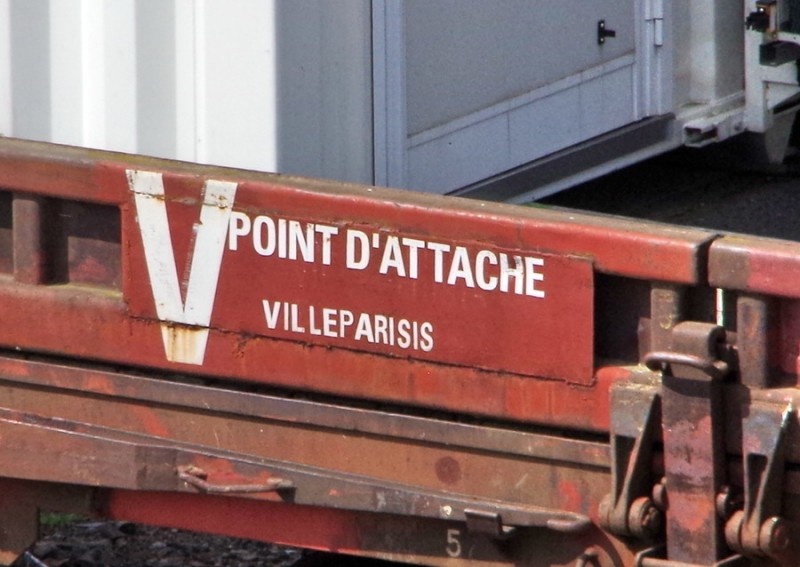 V POINT D'ATTACHE
VILLEPARISIS
5